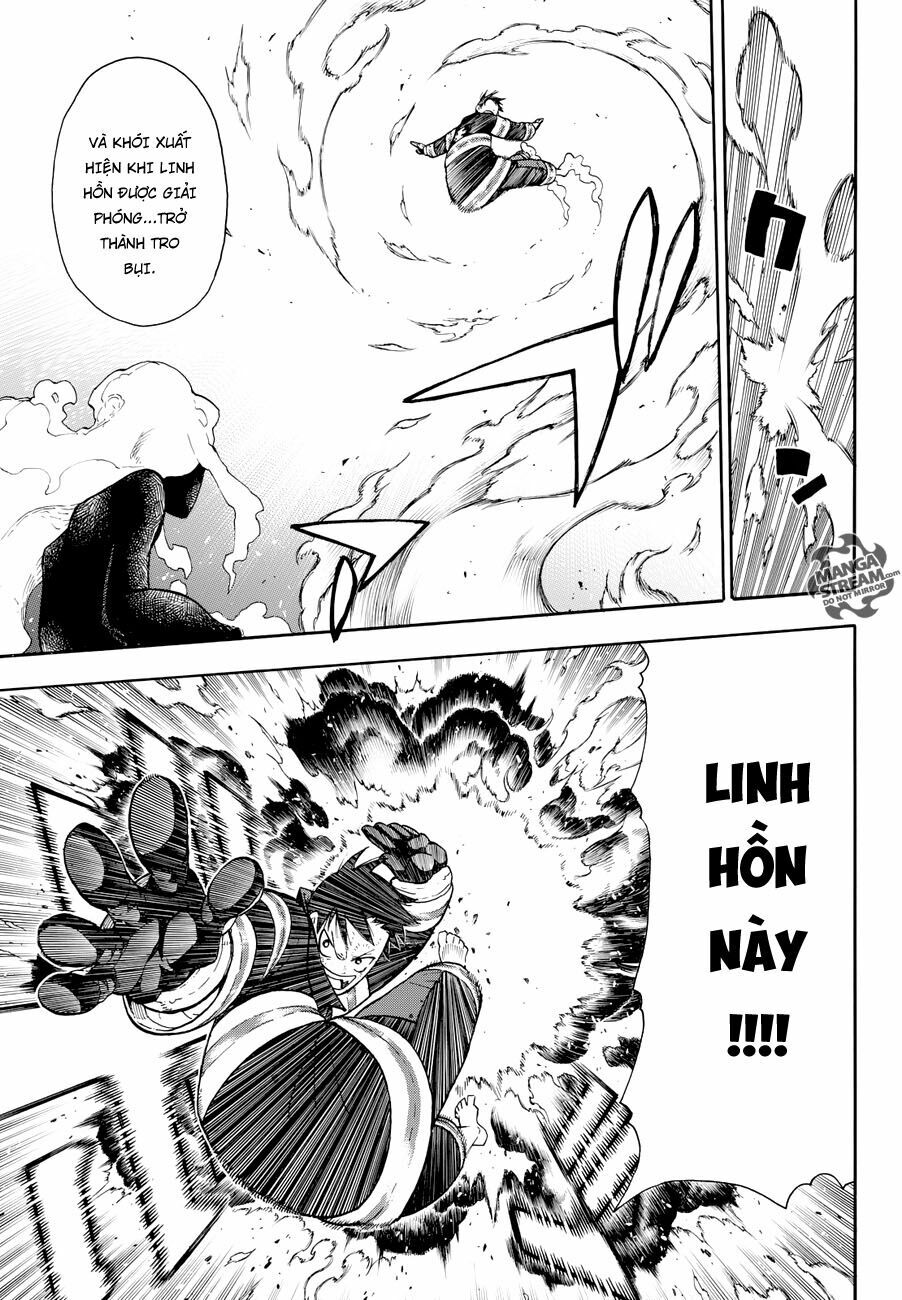 VÀ KHÓI XUẤT
HIỆN KHI LINH
HỒN ĐƯỢC GIẢI
PHÓNG...TRỞ
THÀNH TRO
BỤI.
MANGA
STREAM.com
DO NOT MIRROR
LINH
HỒN
NÀY
!!!!